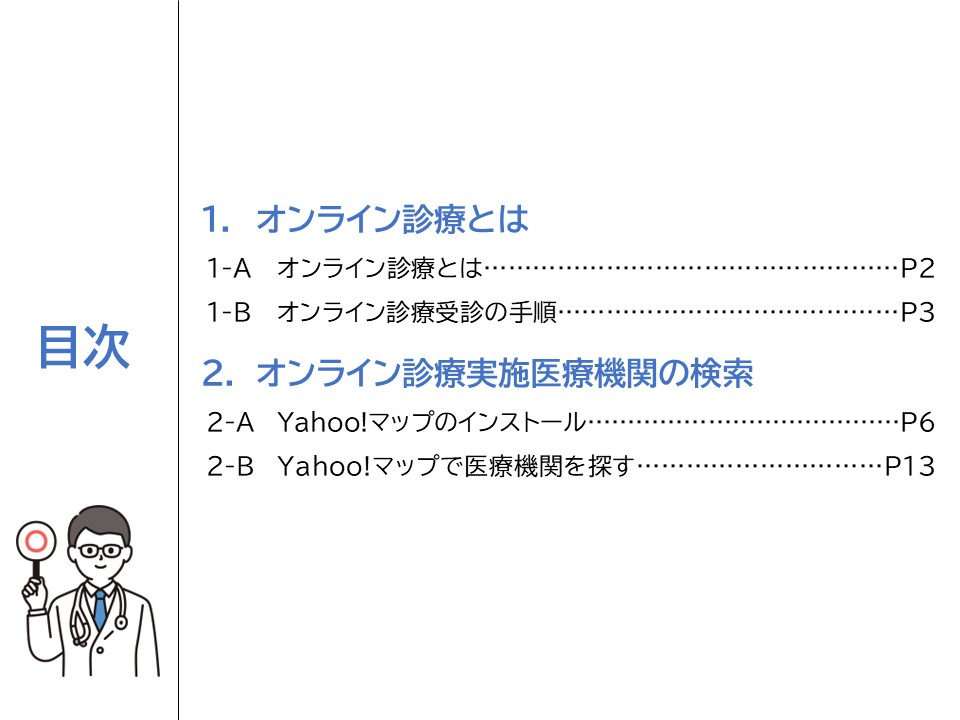 目次
1. オンライン診療とは
1-A オンライン診療とは……………………………………………P2
1-B オンライン診療受診の手順……………………………………P3
2. オンライン診療実施医療機関の検索
2-A Yahoo!マップのインストール…………………………………P6
2-B Yahoo!マップで医療機関を探す…………………………P13